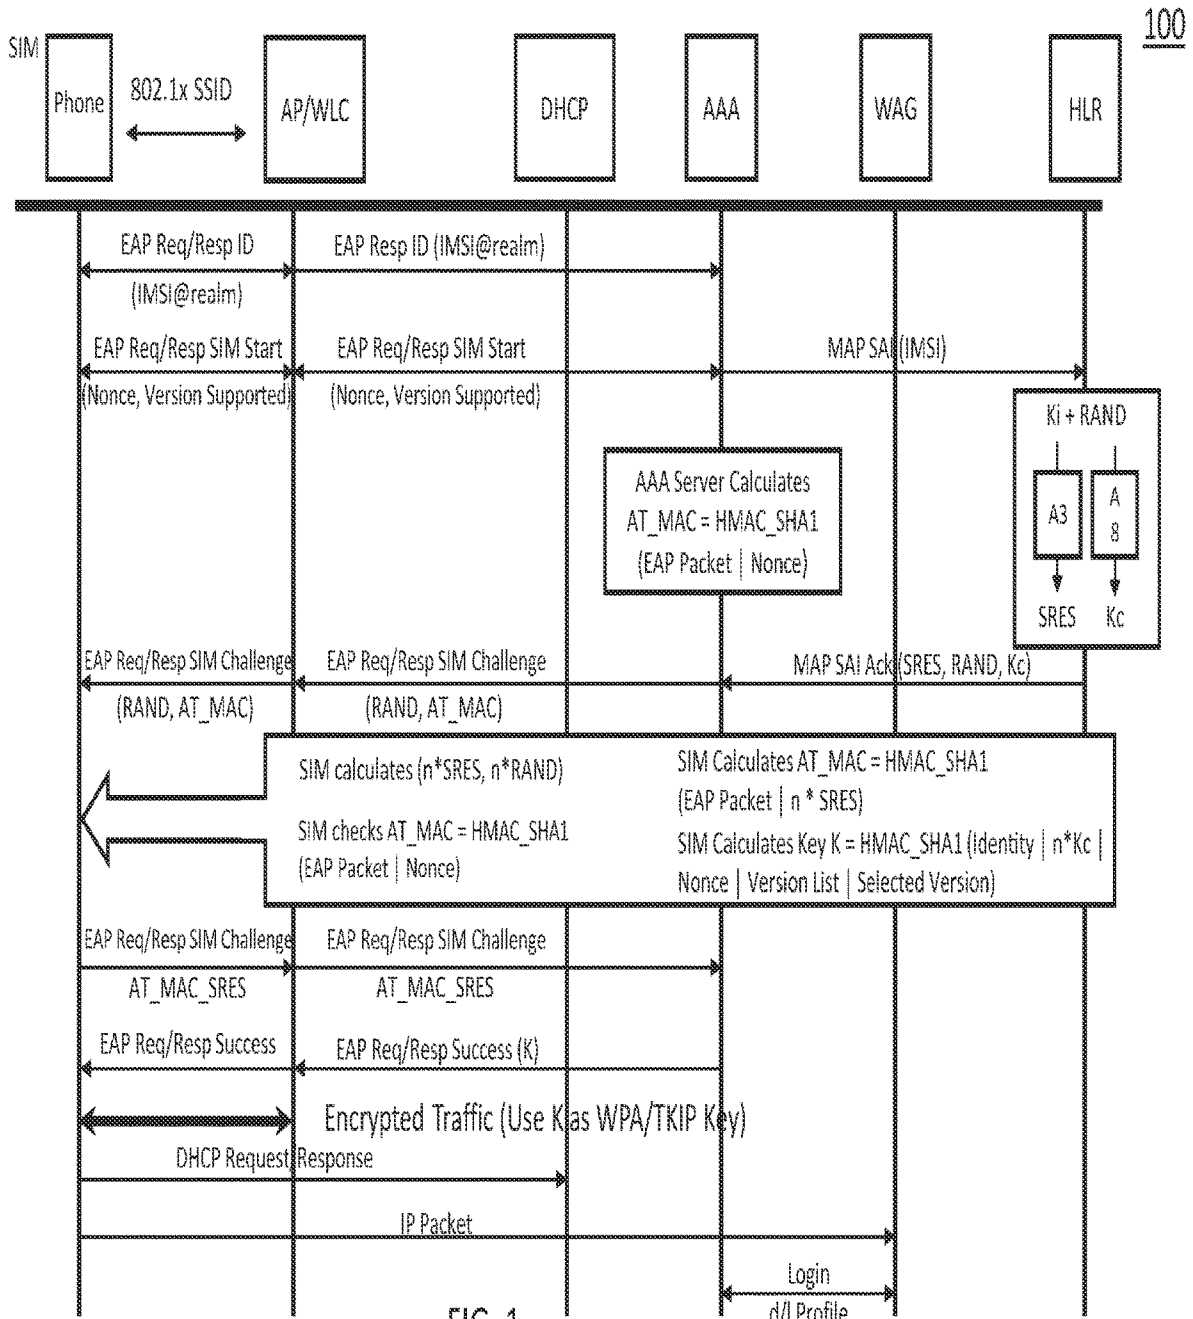 100
SIM
Phone
802.1x SSID
AP/WLC
DHCP
AAA
WAG
HLR
EAP Req/Resp ID
(IMSI@realm)
EAP Resp ID (IMSI@realm)
EAP Req/Resp SIM Start
(Nonce, Version Supported)
EAP Req/Resp SIM Start
(Nonce, Version Supported)
MAP SAI (IMSI)
Ki + RAND
A3
A
8
SRES
Kc
AAA Server Calculates
AT_MAC = HMAC_SHA1
(EAP Packet | Nonce)
EAP Req/Resp SIM Challenge
(RAND, AT_MAC)
EAP Req/Resp SIM Challenge
(RAND, AT_MAC)
MAP SAI Ack (SRES, RAND, Kc)
SIM calculates (n*SRES, n*RAND)
SIM checks AT_MAC = HMAC_SHA1
(EAP Packet | Nonce)
SIM Calculates AT_MAC = HMAC_SHA1
(EAP Packet | n * SRES)
SIM Calculates Key K = HMAC_SHA1 (Identity | n*Kc |
Nonce | Version List | Selected Version)
EAP Req/Resp SIM Challenge
AT_MAC_SRES
EAP Req/Resp SIM Challenge
AT_MAC_SRES
EAP Req/Resp Success
EAP Req/Resp Success (K)
Encrypted Traffic (Use K as WPA/TKIP Key)
DHCP Request/Response
IP Packet
Login
d/l Profile
FIG. 1